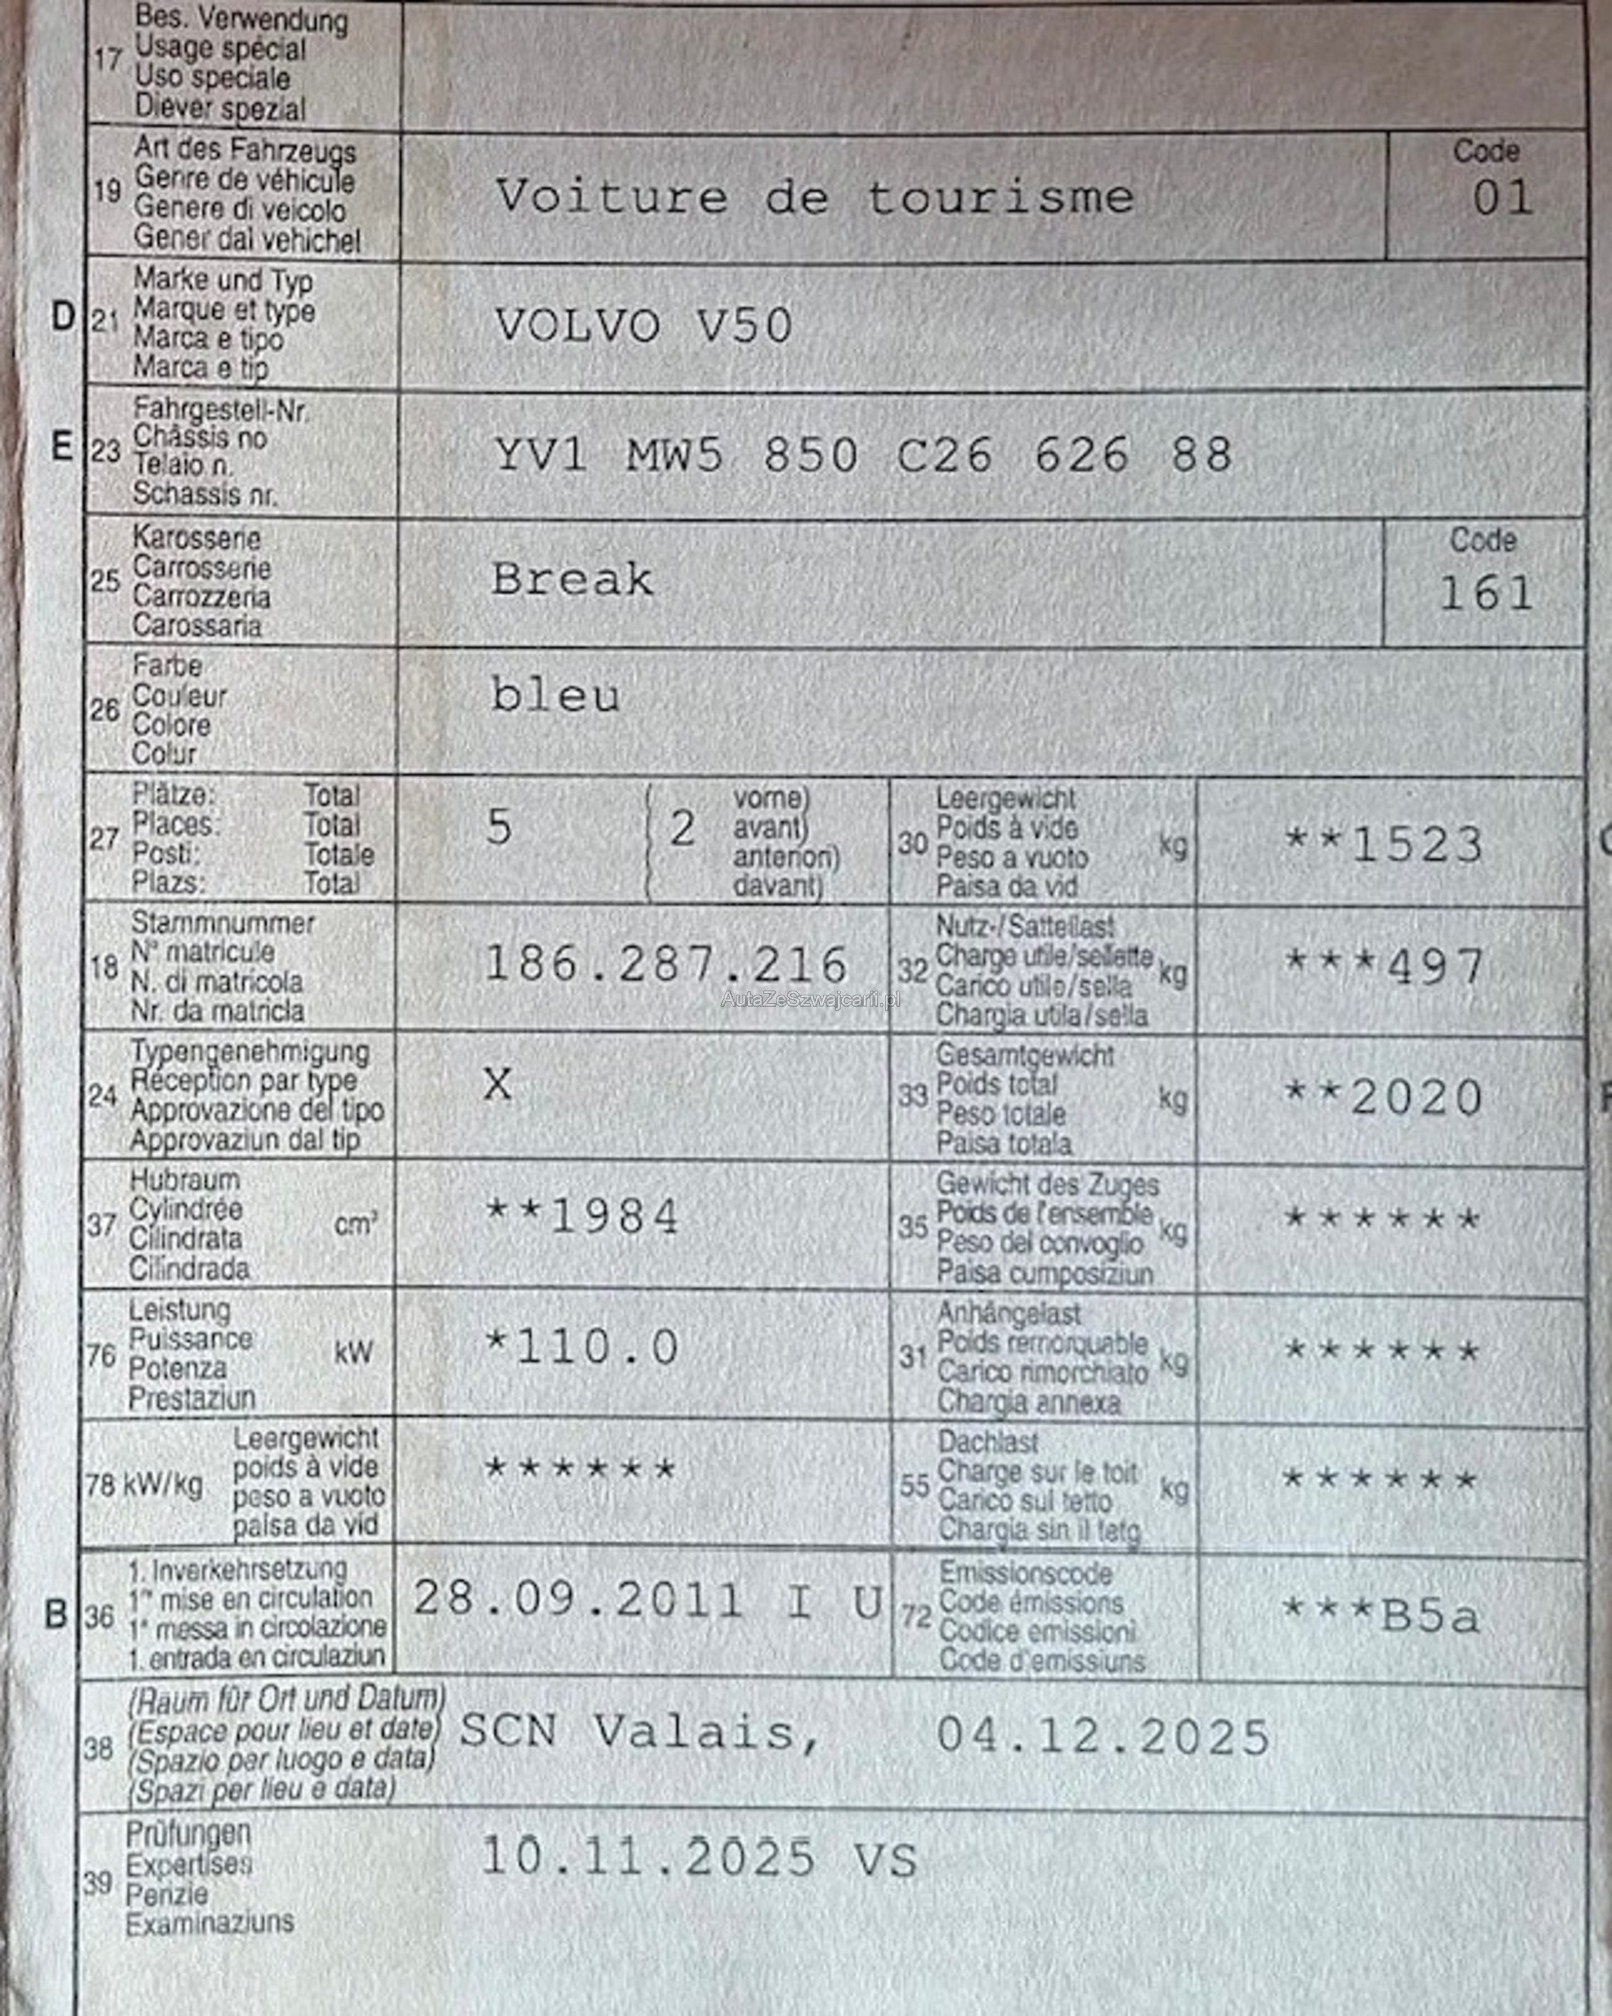 17 Bes. Verwendung
Usage spécial
Uso speciale
Diever spezial
19 Art des Fahrzeugs
Genre de véhicule
Genere di veicolo
Gener dal vehichel
Voiture de tourisme
Code
01
D 21 Marke und Typ
Marque et type
Marca e tipo
Marca e tip
VOLVO V50
E 23 Fahrgestell-Nr.
Châssis no
Telaio n.
Schassis nr.
YV1 MW5 850 C26 626 88
25 Karosserie
Carrosserie
Carrozzeria
Carossaria
Break
Code
161
26 Farbe
Couleur
Colore
Colur
bleu
27 Plätze: Total
Places: Total
Posti: Totale
Plazs: Total
5 ( 2 vorne)
avant)
anteriori)
davant)
30 Leergewicht
Poids à vide kg
Peso a vuoto
Paisa da vid
**1523
18 Stammnummer
N° matricule
N. di matricola
Nr. da matricla
186.287.216
AutaZeSzwajcarii.pl
32 Nutz-/Sattellast
Charge utile/sellette kg
Carico utile/sella
Chargia utila/sella
***497
24 Typengenehmigung
Réception par type
Approvazione del tipo
Approvaziun dal tip
X
33 Gesamtgewicht
Poids total kg
Peso totale
Paisa totala
**2020
37 Hubraum
Cylindrée cm³
Cilindrata
Cilindrada
**1984
35 Gewicht des Zuges
Poids de l'ensemble kg
Peso del convoglio
Paisa cumposiziun
******
76 Leistung
Puissance kW
Potenza
Prestaziun
*110.0
31 Anhängelast
Poids remorquable kg
Carico rimorchiato
Chargia annexa
******
78 kW/kg Leergewicht
poids à vide
peso a vuoto
paisa da vid
******
55 Dachlast
Charge sur le toit kg
Carico sul tetto
Chargia sin il tetg
******
B 36 1. Inverkehrsetzung
1re mise en circulation
1a messa in circolazione
1. entrada en circulaziun
28.09.2011 I U
72 Emissionscode
Code émissions
Codice emissioni
Code d'emissiuns
***B5a
38 (Raum für Ort und Datum)
(Espace pour lieu et date)
(Spazio per luogo e data)
(Spazi per lieu e data)
SCN Valais, 04.12.2025
39 Prüfungen
Expertises
Perizie
Examinaziuns
10.11.2025 VS